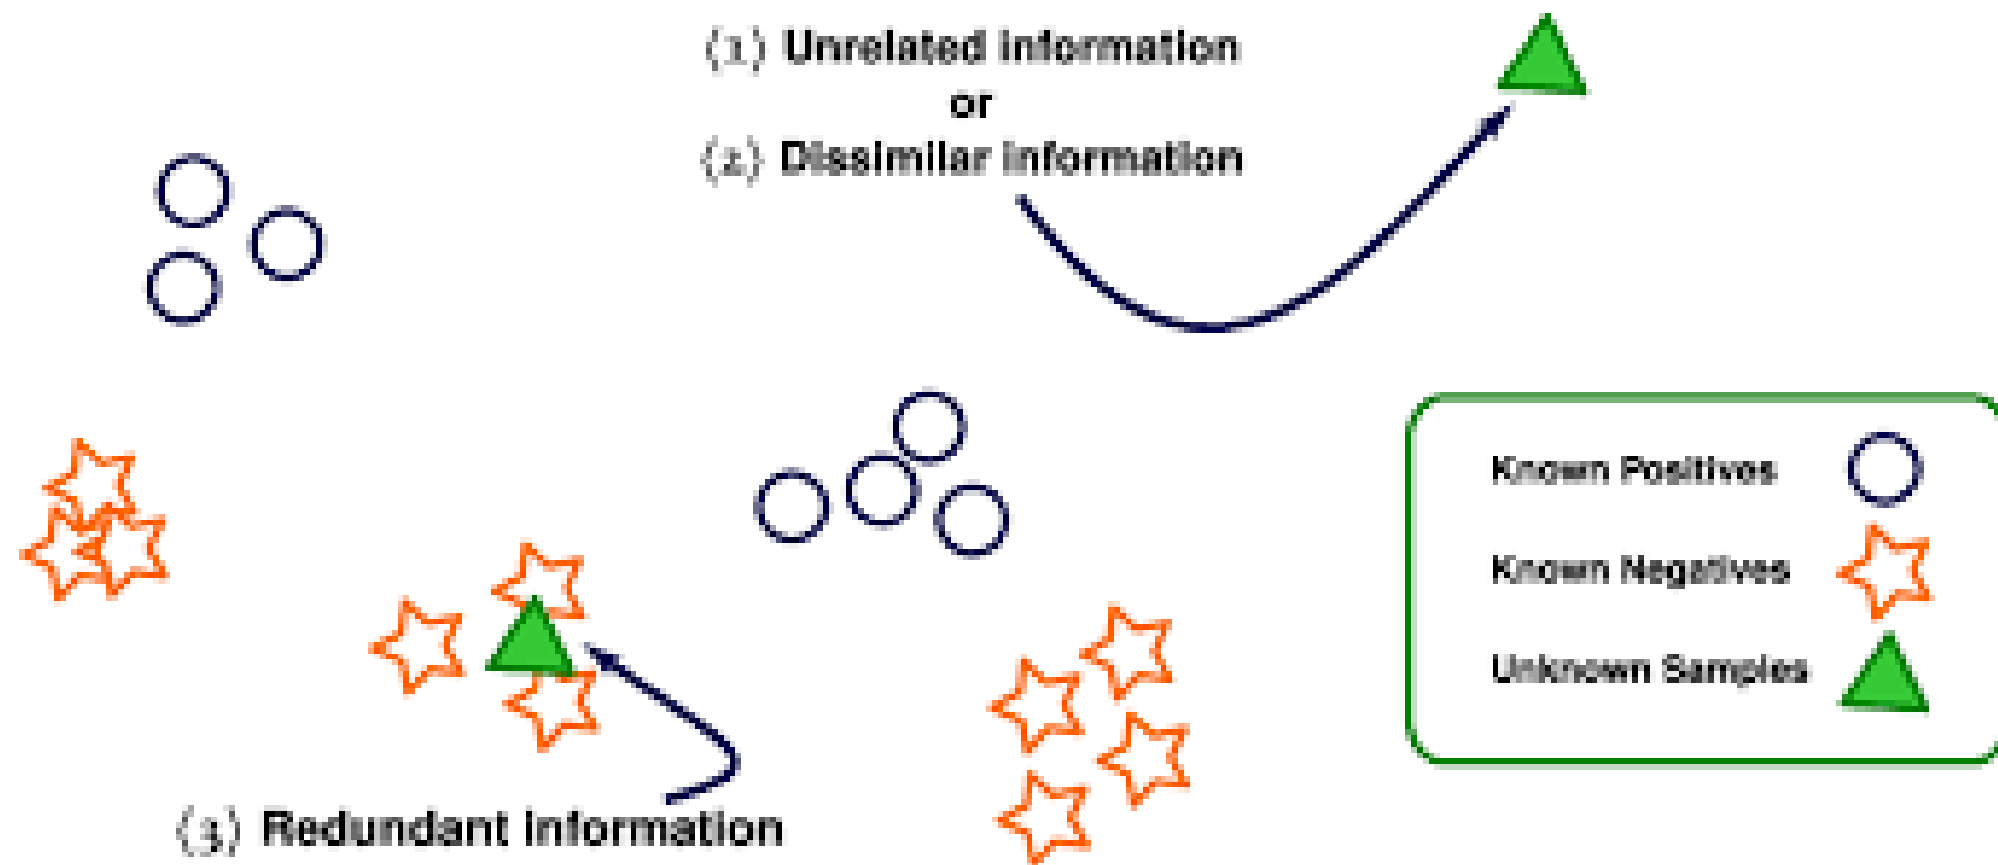 (1) Unrelated information
or
(2) Dissimilar information
Known Positives
Known Negatives
Unknown Samples
(3) Redundant information